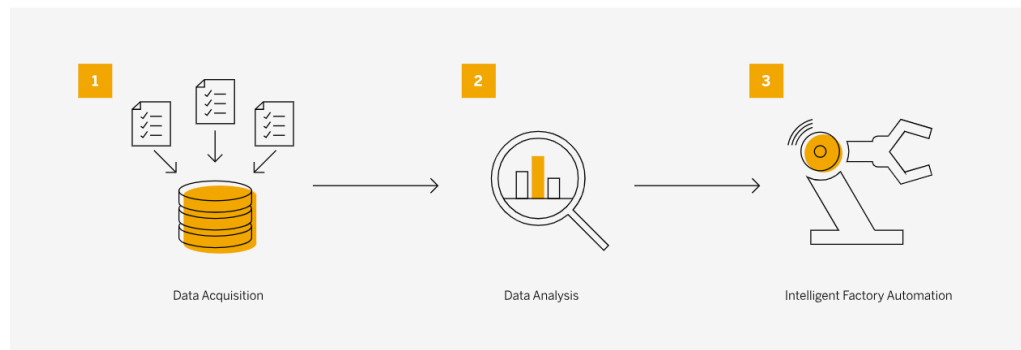 1
2
3
Data Acquisition
Data Analysis
Intelligent Factory Automation